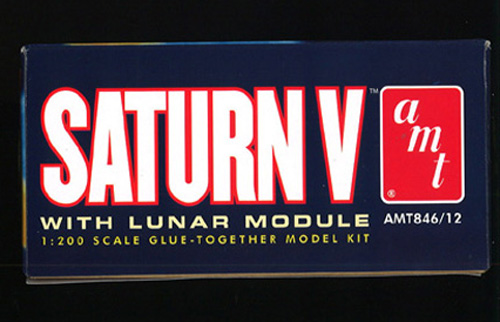 SATURN V™
amt®
WITH LUNAR MODULE
AMT846/12
1:200 SCALE GLUE-TOGETHER MODEL KIT